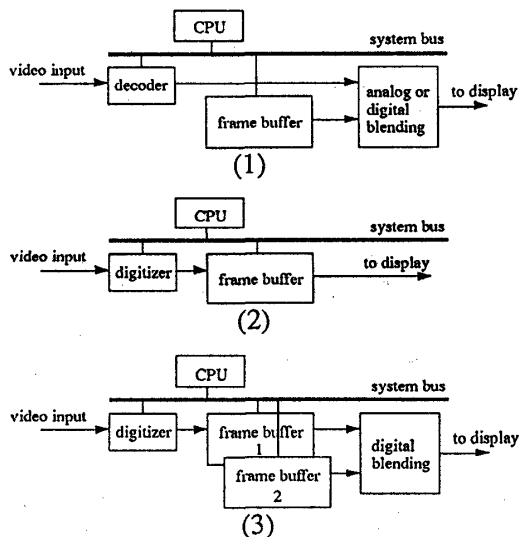 CPU
system bus
video input
decoder
analog or
digital
blending
to display
frame buffer
(1)
CPU
system bus
video input
digitizer
frame buffer
to display
(2)
CPU
system bus
video input
digitizer
frame buffer
1
digital
blending
to display
frame buffer
2
(3)